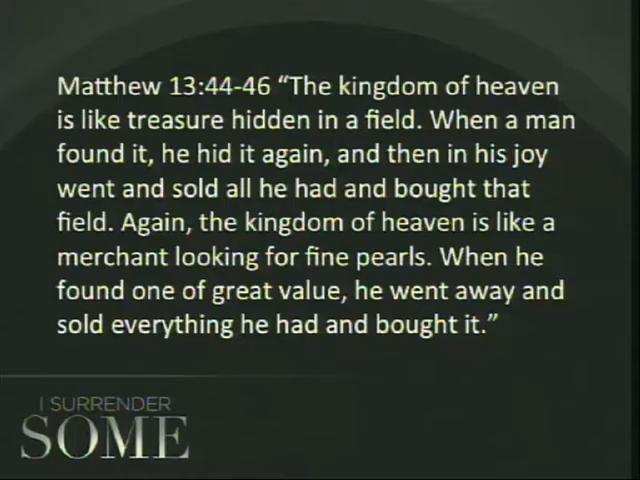 Matthew 13:44-46 “The kingdom of heaven
is like treasure hidden in a field. When a man
found it, he hid it again, and then in his joy
went and sold all he had and bought that
field. Again, the kingdom of heaven is like a
merchant looking for fine pearls. When he
found one of great value, he went away and
sold everything he had and bought it.”
I SURRENDER
SOME